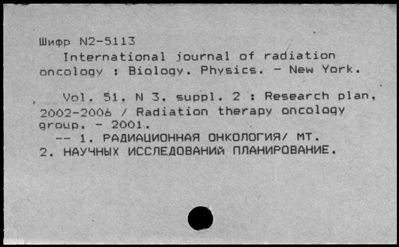 Шифр N2-5113
International journal of radiation
oncology : Biology. Physics. - New York.
Vol. 51, N 3, suppl. 2 : Research plan,
2002-2006 / Radiation therapy oncology
group. - 2001.
-- 1. РАДИАЦИОННАЯ ОНКОЛОГИЯ/ МТ.
2. НАУЧНЫХ ИССЛЕДОВАНИЙ ПЛАНИРОВАНИЕ.